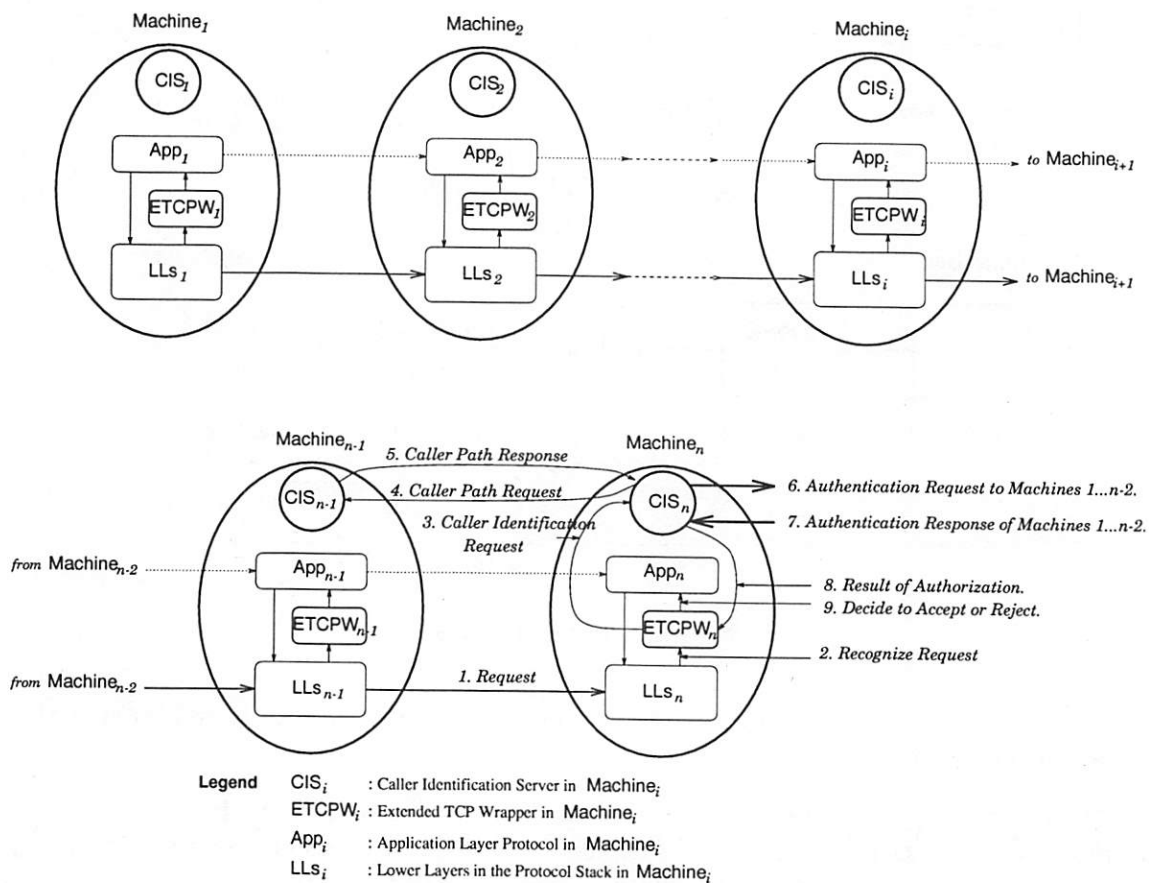 Machine1
Machine2
Machinei
CIS1
CIS2
CISi
App1
App2
Appi
to Machinei+1
ETCPW1
ETCPW2
ETCPWi
LLs1
LLs2
LLsi
to Machinei+1
Machinen-1
Machinen
5. Caller Path Response
CISn-1
4. Caller Path Request
CISn
6. Authentication Request to Machines 1...n-2.
3. Caller Identification
Request
7. Authentication Response of Machines 1...n-2.
from Machinen-2
Appn-1
Appn
8. Result of Authorization.
9. Decide to Accept or Reject.
ETCPWn-1
ETCPWn
2. Recognize Request
from Machinen-2
LLsn-1
1. Request
LLsn
Legend
CISi : Caller Identification Server in Machinei
ETCPWi : Extended TCP Wrapper in Machinei
Appi : Application Layer Protocol in Machinei
LLsi : Lower Layers in the Protocol Stack in Machinei